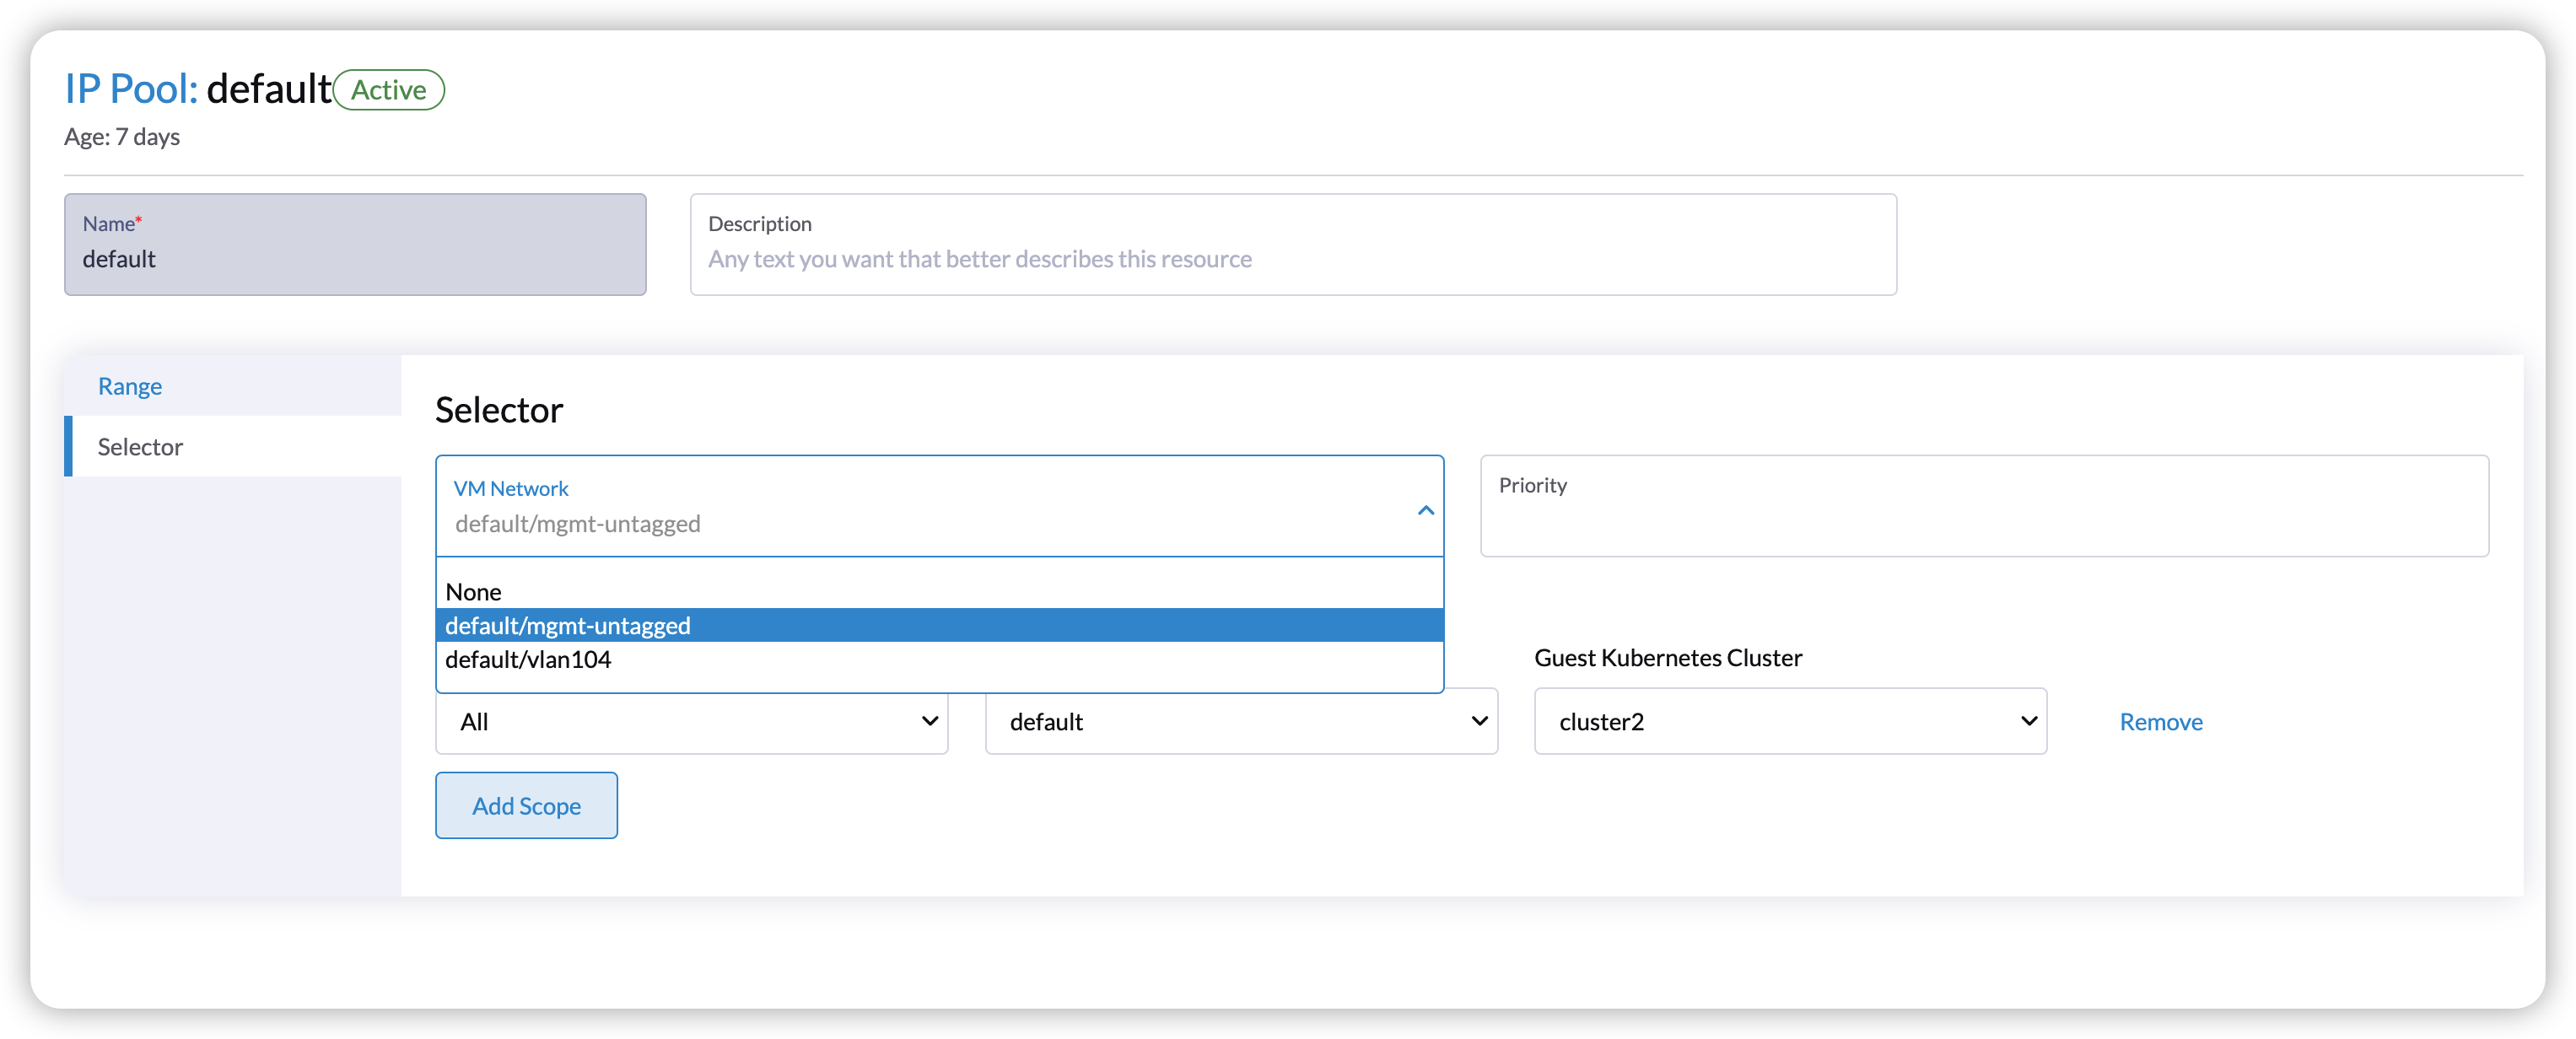 IP Pool: default Active
Age: 7 days
Name*
default
Description
Any text you want that better describes this resource
Range
Selector
Selector
VM Network
default/mgmt-untagged
Priority
None
default/mgmt-untagged
default/vlan104
Guest Kubernetes Cluster
All
default
cluster2
Remove
Add Scope